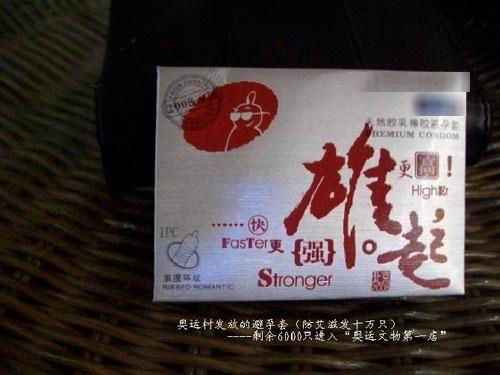 2008
天然胶乳橡胶避孕套
PREMIUM CONDOM
雄起
更高!
HigHEr
......快
FasTer更{强}
Stronger
1PC
浪漫环纹
RIBBED ROMANTIC
奥运村发放的避孕套（防艾滋发十万只）
----剩余6000只进入“奥运文物第一店”